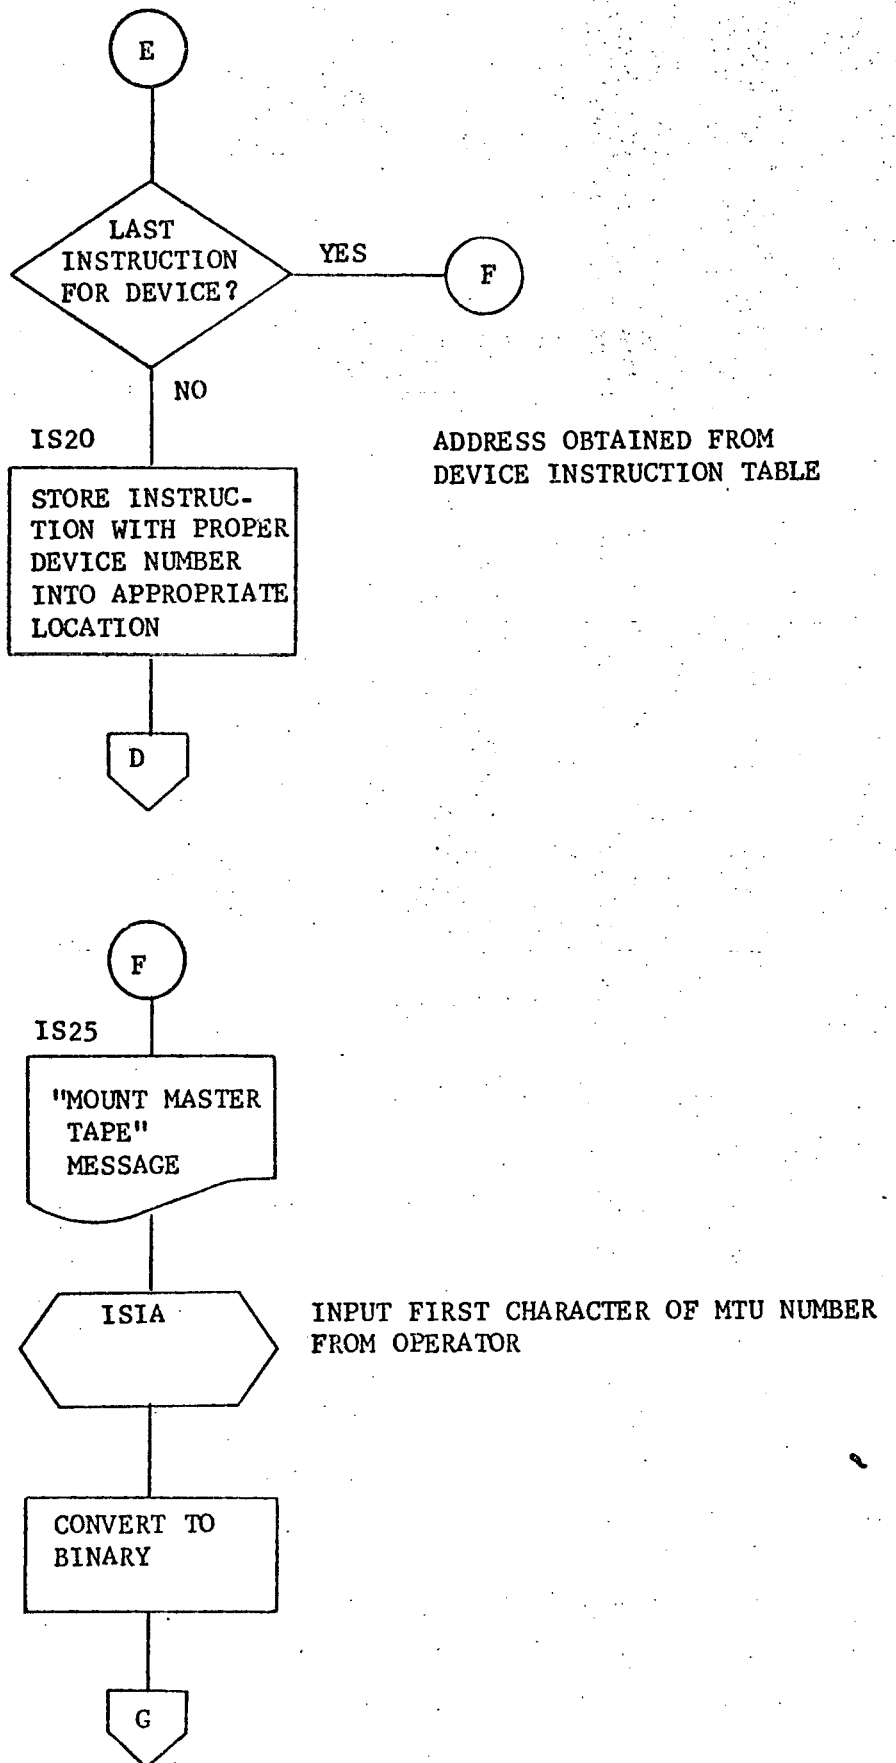 E
LAST
INSTRUCTION
FOR DEVICE?
YES
F
NO
IS20
ADDRESS OBTAINED FROM
DEVICE INSTRUCTION TABLE
STORE INSTRUC-
TION WITH PROPER
DEVICE NUMBER
INTO APPROPRIATE
LOCATION
D
F
IS25
"MOUNT MASTER
TAPE"
MESSAGE
ISIA
INPUT FIRST CHARACTER OF MTU NUMBER
FROM OPERATOR
CONVERT TO
BINARY
G